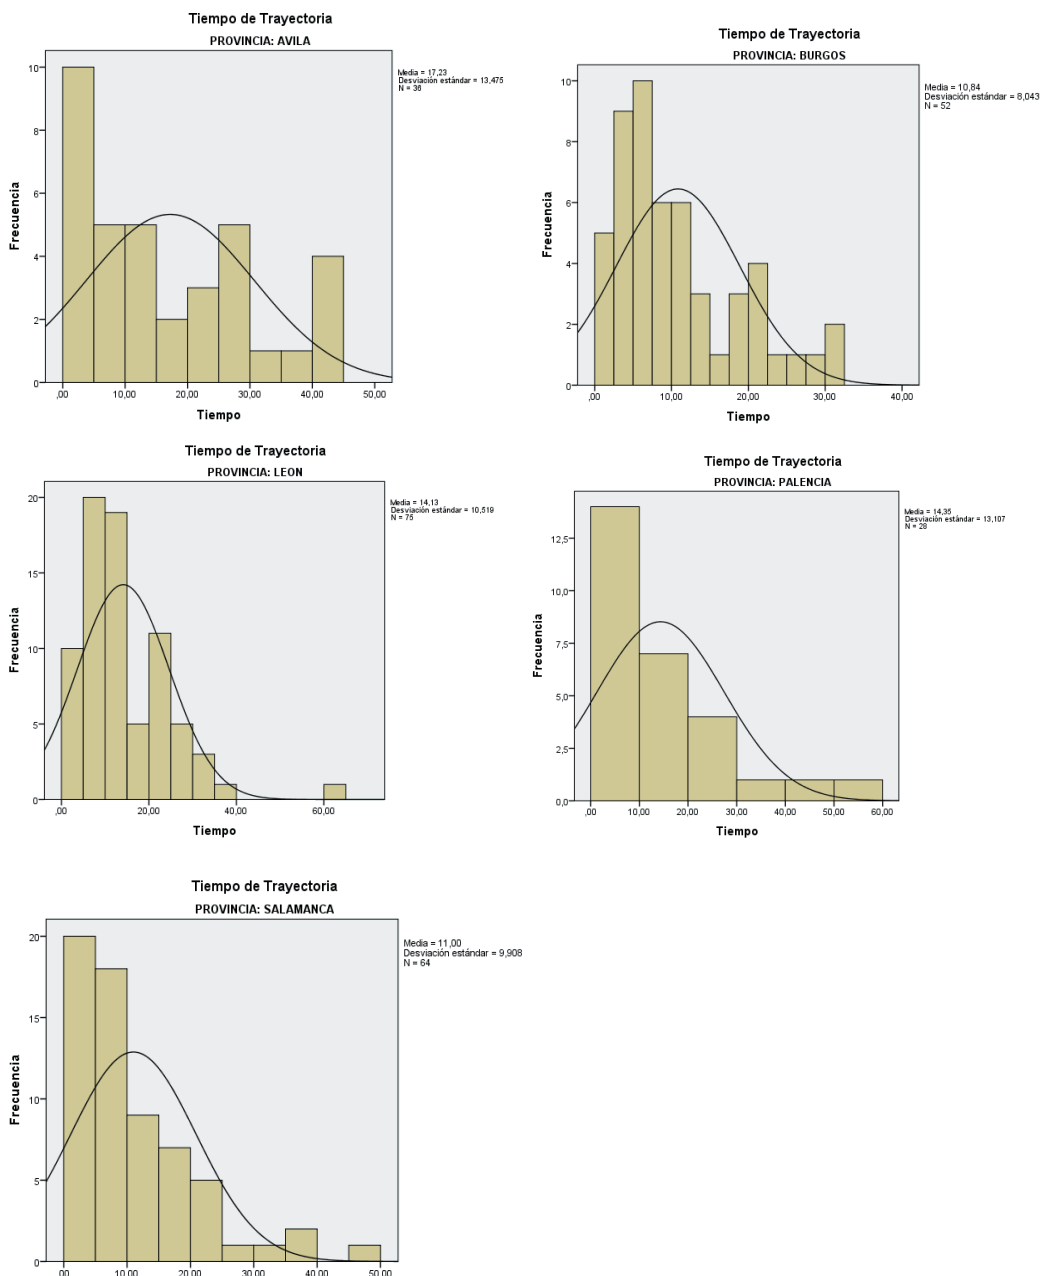 Tiempo de Trayectoria
PROVINCIA: AVILA
Media = 17,23
Desviación estándar = 13,475
N = 36
Frecuencia
10
8
6
4
2
0
,00 10,00 20,00 30,00 40,00 50,00
Tiempo
Tiempo de Trayectoria
PROVINCIA: BURGOS
Media = 10,84
Desviación estándar = 8,043
N = 52
Frecuencia
10
8
6
4
2
0
,00 10,00 20,00 30,00 40,00
Tiempo
Tiempo de Trayectoria
PROVINCIA: LEON
Media = 14,13
Desviación estándar = 10,519
N = 75
Frecuencia
20
15
10
5
0
,00 20,00 40,00 60,00
Tiempo
Tiempo de Trayectoria
PROVINCIA: PALENCIA
Media = 14,35
Desviación estándar = 13,107
N = 28
Frecuencia
12,5
10,0
7,5
5,0
2,5
0,0
,00 10,00 20,00 30,00 40,00 50,00 60,00
Tiempo
Tiempo de Trayectoria
PROVINCIA: SALAMANCA
Media = 11,00
Desviación estándar = 9,908
N = 64
Frecuencia
20
15
10
5
0
,00 10,00 20,00 30,00 40,00 50,00